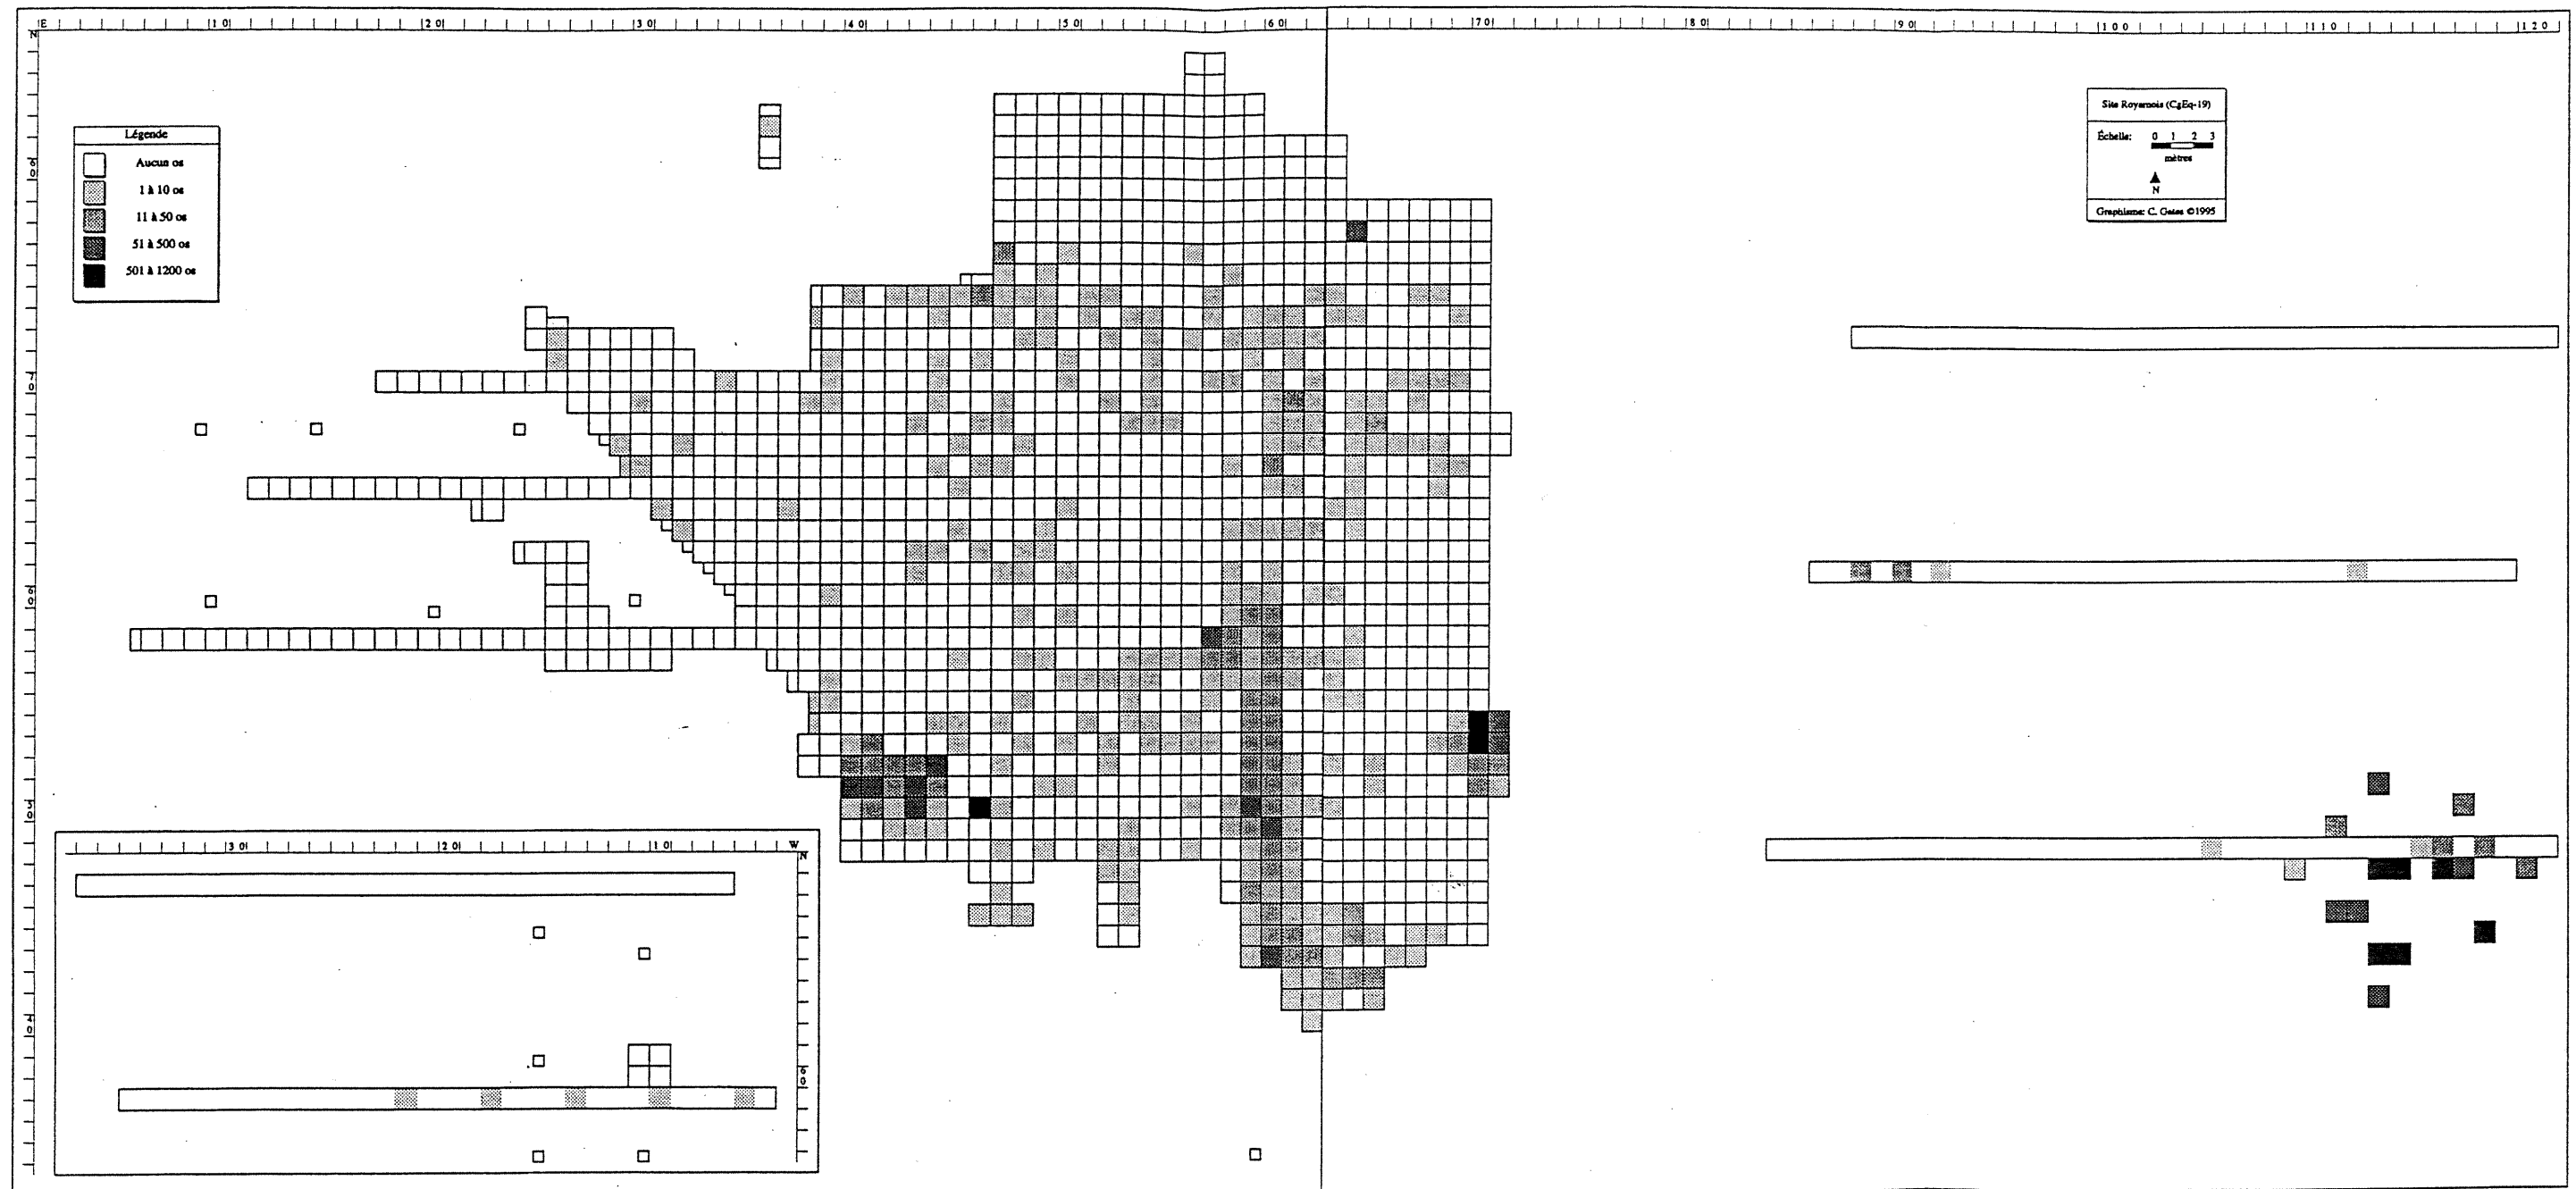 E 10 20 30 40 50 60 70 80 90 100 110 120
N
Légende
Aucun os
1 à 10 os
11 à 50 os
51 à 500 os
501 à 1200 os
Site Royarnois (CgEq-19)
Échelle: 0 1 2 3
mètres
N
Graphisme: C. Gates ©1995
30 20 10 W
N